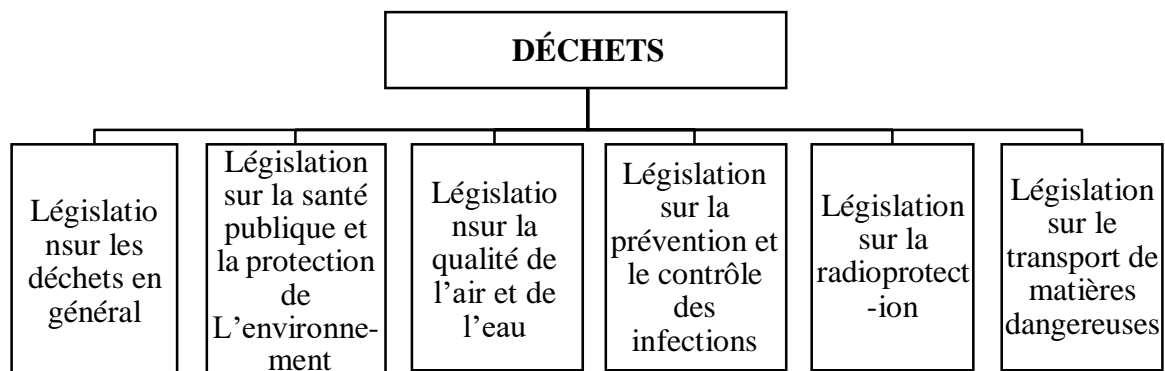 DÉCHETS
Législatio
nsur les
déchets en
général
Législation
sur la santé
publique et
la protection
de
L’environne-
ment
Législatio
nsur la
qualité de
l’air et de
l’eau
Législation
sur la
prévention et
le contrôle
des
infections
Législation
sur la
radioprotect
-ion
Législation
sur le
transport de
matières
dangereuses